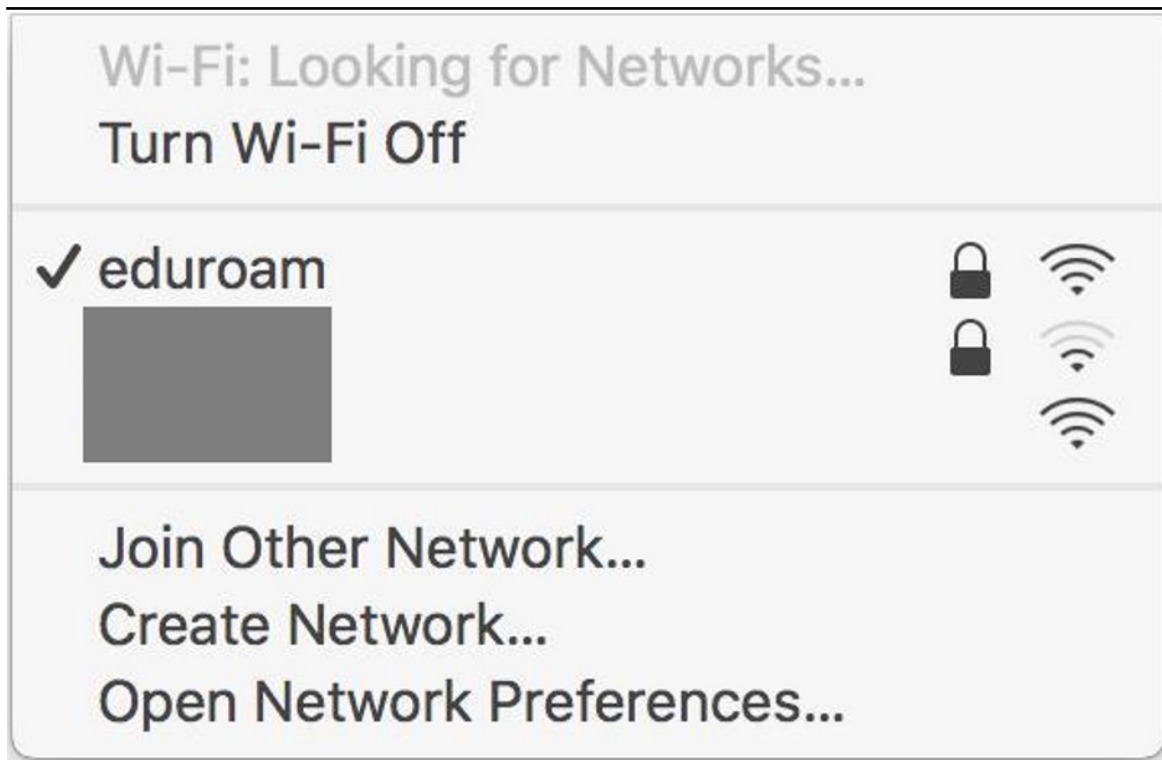 Wi-Fi: Looking for Networks...
Turn Wi-Fi Off
✓ eduroam
Join Other Network...
Create Network...
Open Network Preferences...